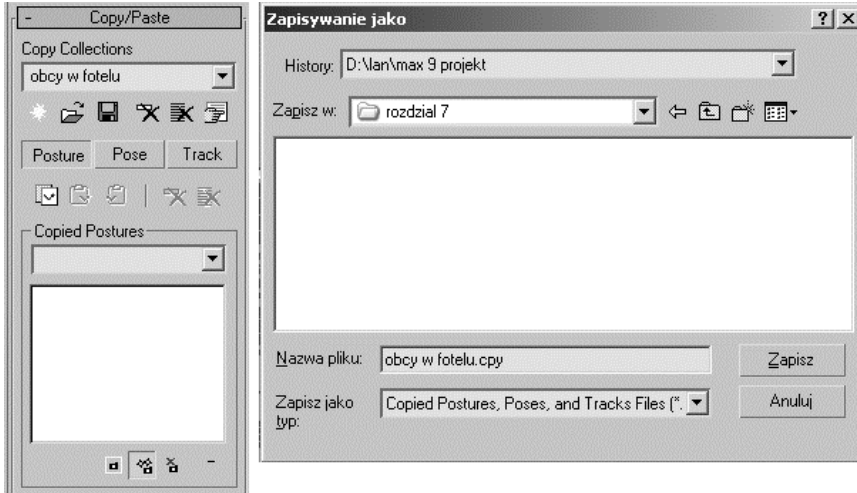 - Copy/Paste
Copy Collections
obcy w fotelu
Posture Pose Track
Copied Postures
Zapisywanie jako
History: D:\lan\max 9 projekt
Zapisz w: rozdzial 7
Nazwa pliku: obcy w fotelu.cpy
Zapisz
Zapisz jako typ: Copied Postures, Poses, and Tracks Files (*.
Anuluj